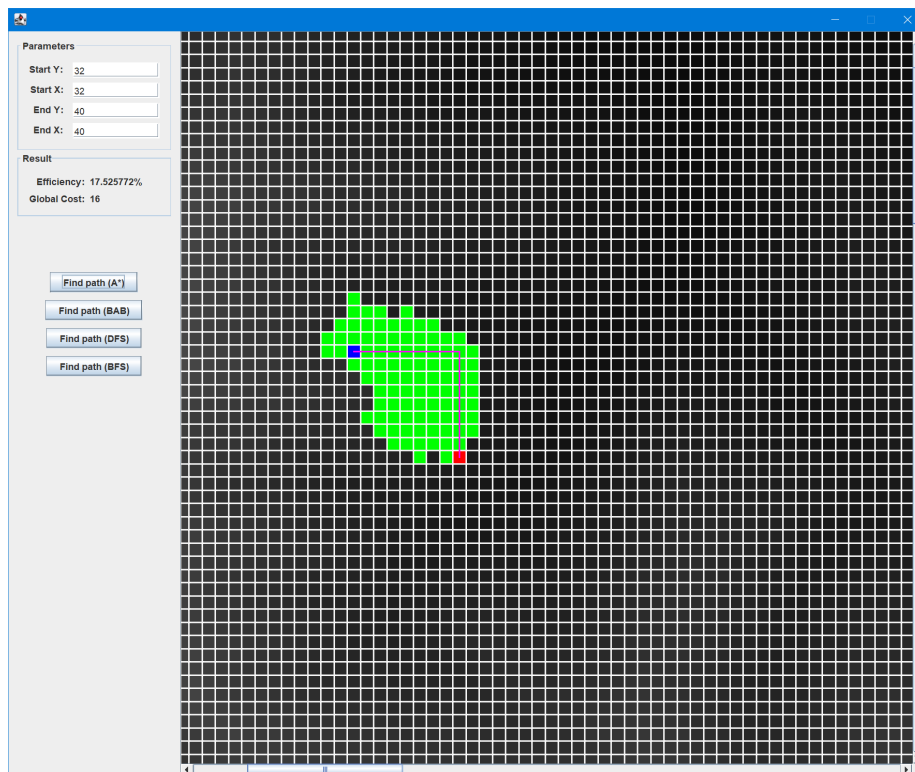 Parameters
Start Y: 32
Start X: 32
End Y: 40
End X: 40
Result
Efficiency: 17.525772%
Global Cost: 16
Find path (A*)
Find path (BAB)
Find path (DFS)
Find path (BFS)